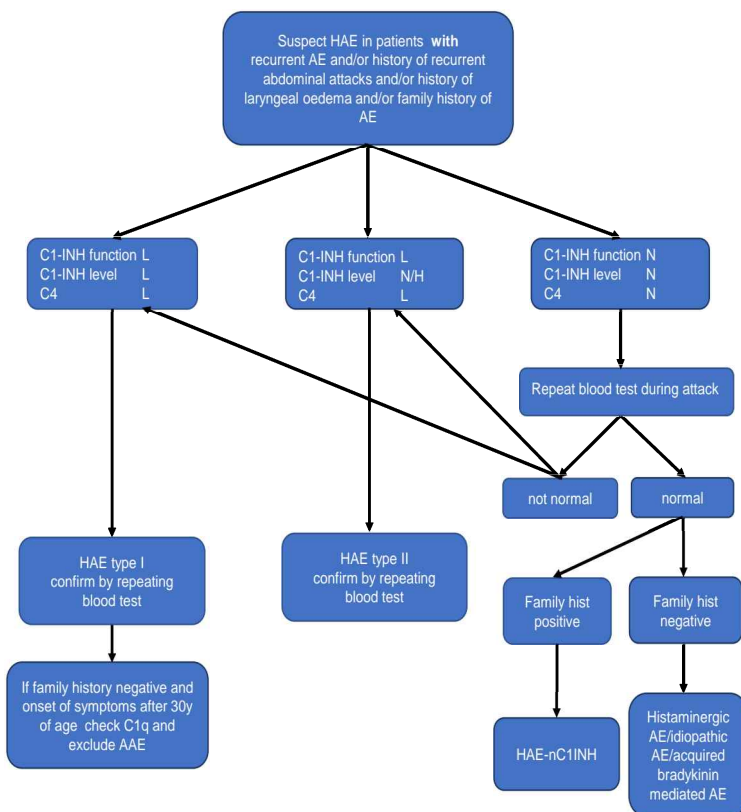 Suspect HAE in patients with
recurrent AE and/or history of recurrent
abdominal attacks and/or history of
laryngeal oedema and/or family history of
AE
C1-INH function L
C1-INH level L
C4 L
C1-INH function L
C1-INH level N/H
C4 L
C1-INH function N
C1-INH level N
C4 N
Repeat blood test during attack
not normal
normal
HAE type I
confirm by repeating
blood test
HAE type II
confirm by repeating
blood test
Family hist
positive
Family hist
negative
If family history negative and
onset of symptoms after 30y
of age check C1q and
exclude AAE
HAE-nC1INH
Histaminergic
AE/idiopathic
AE/acquired
bradykinin
mediated AE